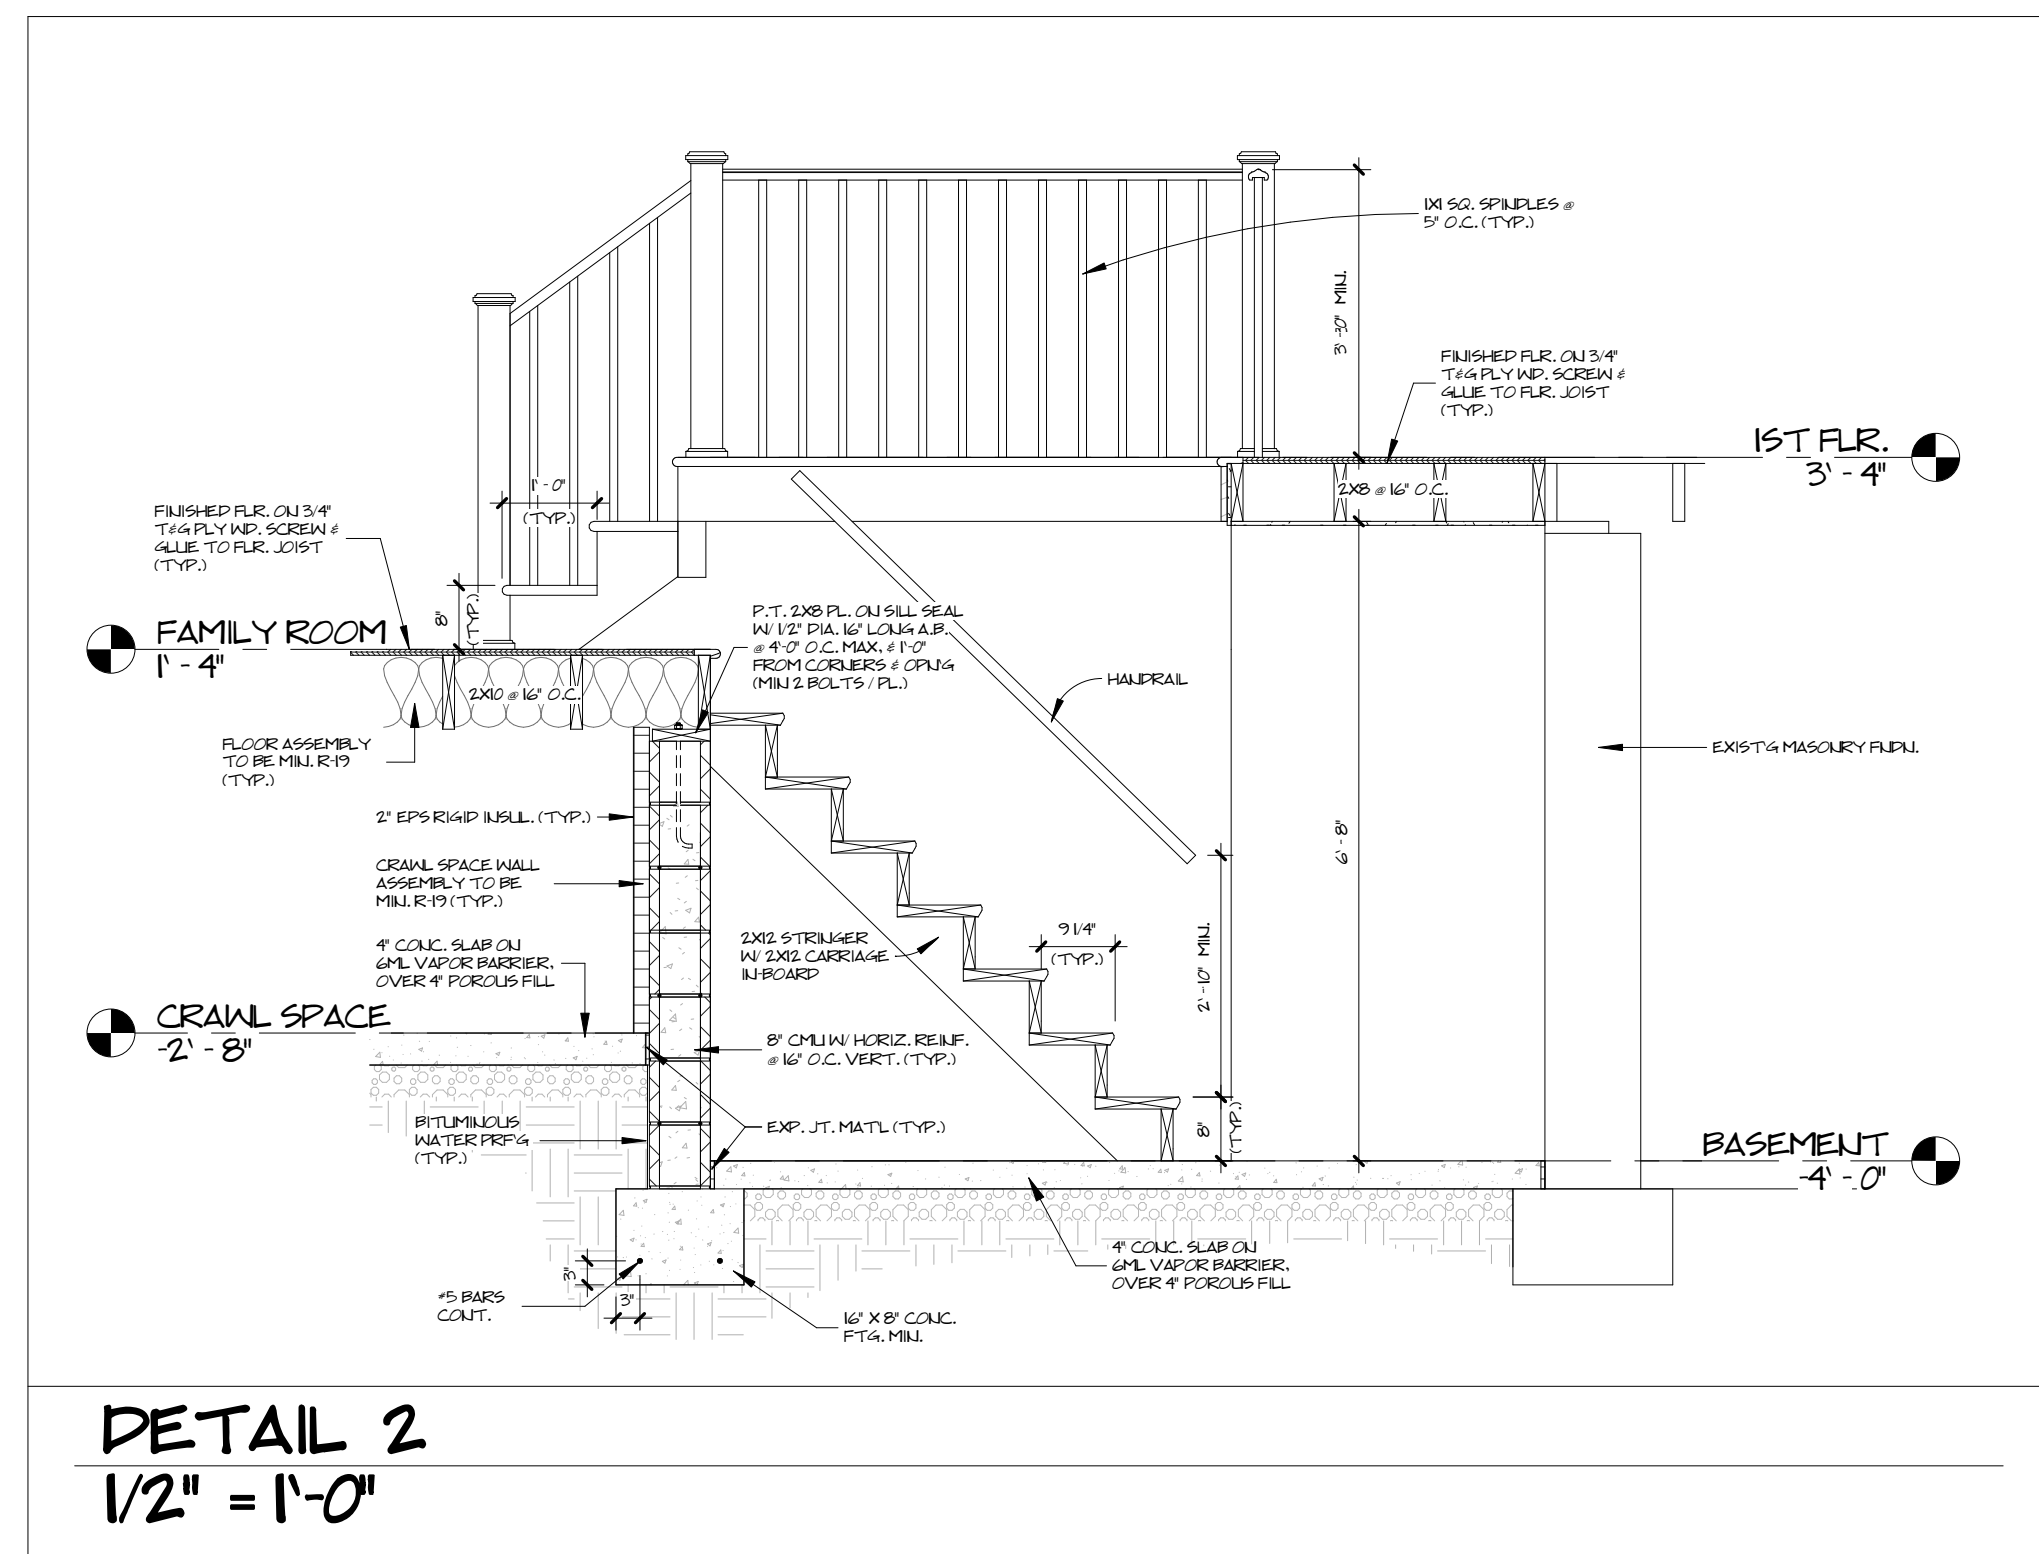 1X1 SQ. SPINDLES @
5" O.C. (TYP.)
3'-30" MIN.
FINISHED FLR. ON 3/4"
T&G PLY WD. SCREW &
GLUE TO FLR. JOIST
(TYP.)
1ST FLR.
3' - 4"
2X8 @ 16" O.C.
1' - 0"
(TYP.)
FINISHED FLR. ON 3/4"
T&G PLY WD. SCREW &
GLUE TO FLR. JOIST
(TYP.)
8"
(TYP.)
FAMILY ROOM
1' - 4"
P.T. 2X8 PL. ON SILL SEAL
W/ 1/2" DIA. 16" LONG A.B.
@ 4'-0" O.C. MAX, & 1'-0"
FROM CORNERS & OPN'G
(MIN 2 BOLTS / PL.)
HANDRAIL
2X10 @ 16" O.C.
FLOOR ASSEMBLY
TO BE MIN. R-19
(TYP.)
EXIST'G MASONRY FNDN.
2" EPS RIGID INSUL. (TYP.)
6' - 8"
CRAWL SPACE WALL
ASSEMBLY TO BE
MIN. R-19 (TYP.)
2X12 STRINGER
W/ 2X12 CARRIAGE
IN-BOARD
9 1/4"
(TYP.)
2' - 10" MIN.
4" CONC. SLAB ON
6ML VAPOR BARRIER,
OVER 4" POROUS FILL
CRAWL SPACE
-2' - 8"
8" CMU W/ HORIZ. REINF.
@ 16" O.C. VERT. (TYP.)
BITUMINOUS
WATER PRF'G
(TYP.)
EXP. JT. MAT'L (TYP.)
8"
(TYP.)
BASEMENT
-4' - 0"
4" CONC. SLAB ON
6ML VAPOR BARRIER,
OVER 4" POROUS FILL
3"
3"
#5 BARS
CONT.
16" X 8" CONC.
FTG. MIN.
DETAIL 2
1/2" = 1'-0"